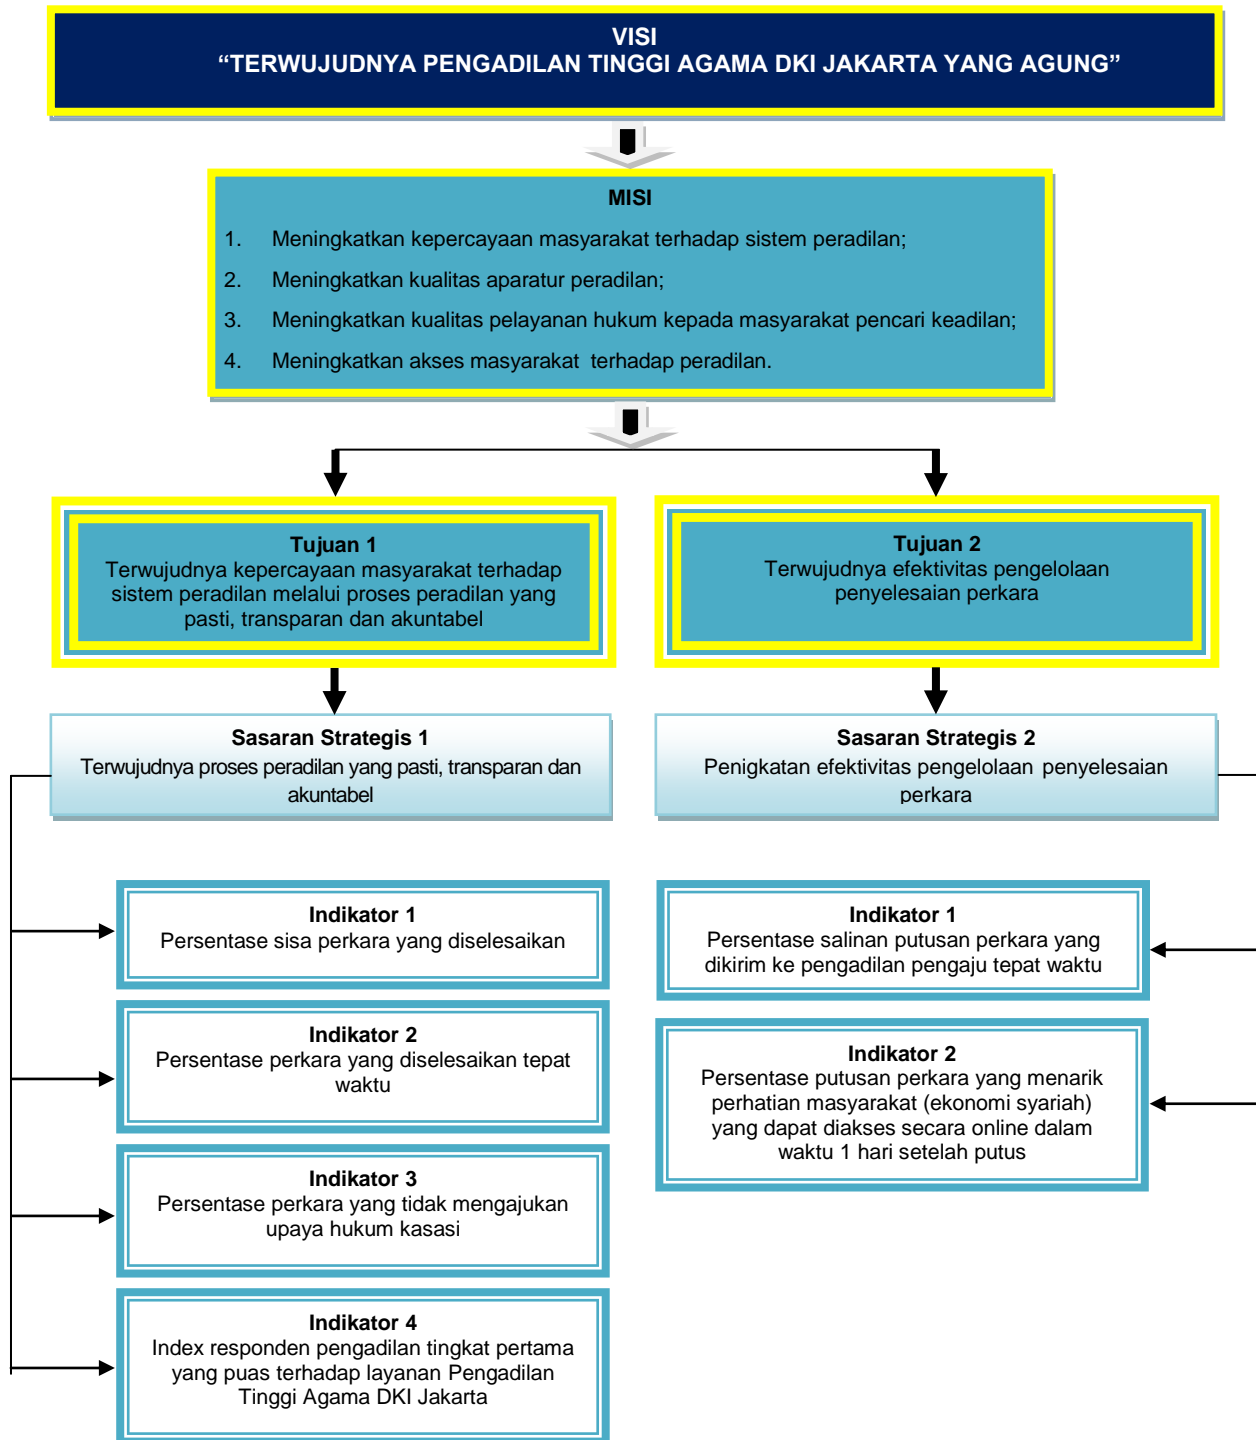 VISI
“TERWUJUDNYA PENGADILAN TINGGI AGAMA DKI JAKARTA YANG AGUNG”
MISI
1. Meningkatkan kepercayaan masyarakat terhadap sistem peradilan;
2. Meningkatkan kualitas aparatur peradilan;
3. Meningkatkan kualitas pelayanan hukum kepada masyarakat pencari keadilan;
4. Meningkatkan akses masyarakat terhadap peradilan.
Tujuan 1
Terwujudnya kepercayaan masyarakat terhadap
sistem peradilan melalui proses peradilan yang
pasti, transparan dan akuntabel
Tujuan 2
Terwujudnya efektivitas pengelolaan
penyelesaian perkara
Sasaran Strategis 1
Terwujudnya proses peradilan yang pasti, transparan dan
akuntabel
Sasaran Strategis 2
Penigkatan efektivitas pengelolaan penyelesaian
perkara
Indikator 1
Persentase sisa perkara yang diselesaikan
Indikator 2
Persentase perkara yang diselesaikan tepat
waktu
Indikator 3
Persentase perkara yang tidak mengajukan
upaya hukum kasasi
Indikator 4
Index responden pengadilan tingkat pertama
yang puas terhadap layanan Pengadilan
Tinggi Agama DKI Jakarta
Indikator 1
Persentase salinan putusan perkara yang
dikirim ke pengadilan pengaju tepat waktu
Indikator 2
Persentase putusan perkara yang menarik
perhatian masyarakat (ekonomi syariah)
yang dapat diakses secara online dalam
waktu 1 hari setelah putus